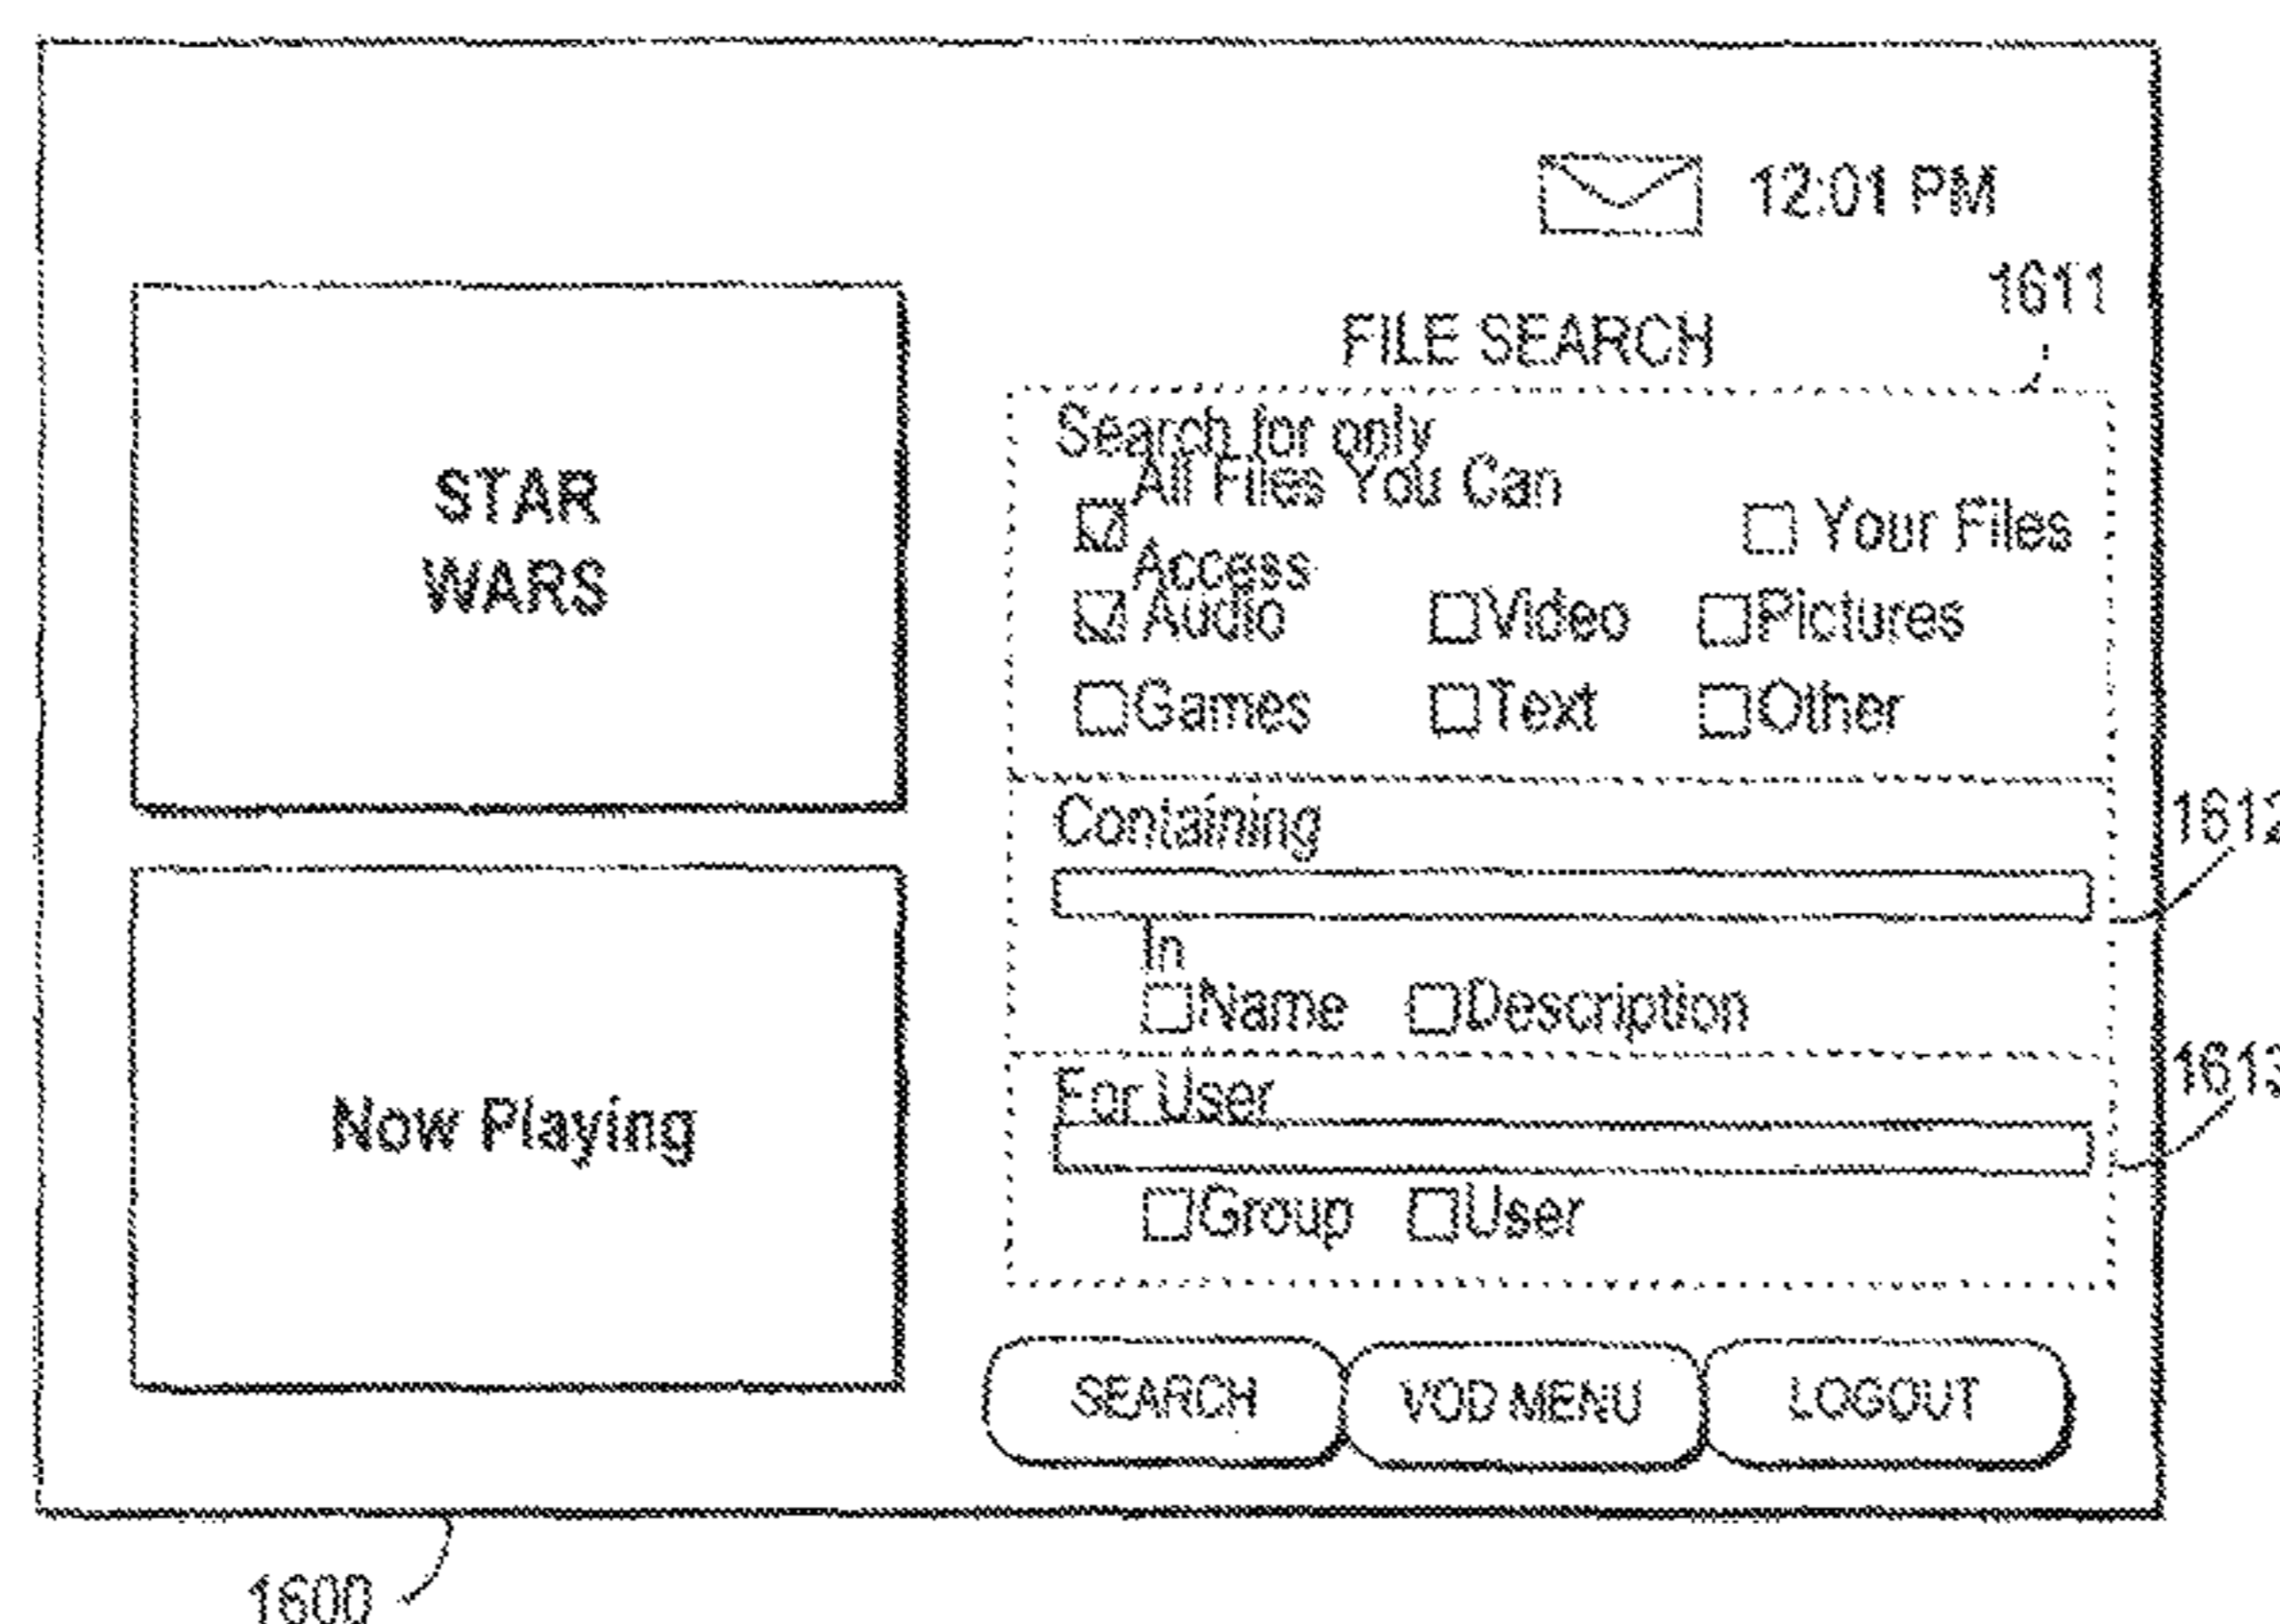 12:01 PM
1611
FILE SEARCH
STAR
WARS
Search for only
All Files You Can
Access
Your Files
Audio Video Pictures
Games Text Other
Containing
1612
In
Name Description
For User
1613
Group User
Now Playing
SEARCH VOD MENU LOGOUT
1600